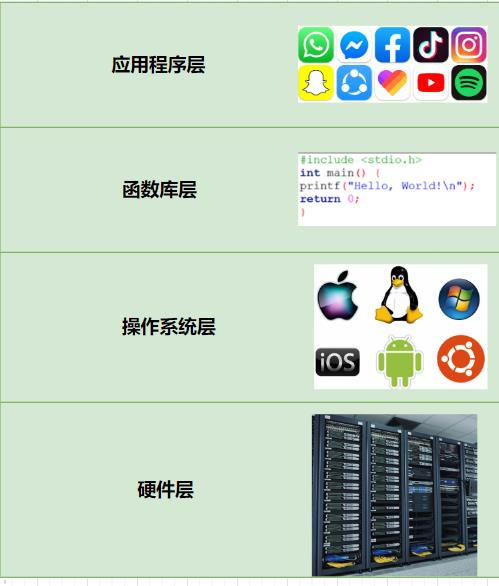 应用程序层
函数库层
#include <stdio.h>
int main() {
printf("Hello, World!\n");
return 0;
}
操作系统层
iOS
硬件层